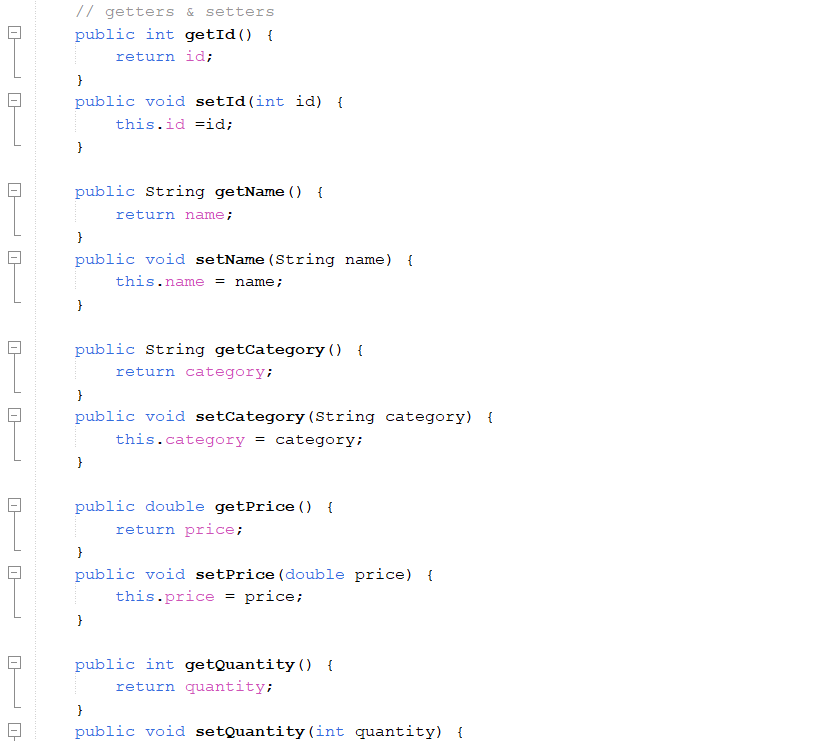 // getters & setters
public int getId() {
return id;
}
public void setId(int id) {
this.id =id;
}
public String getName() {
return name;
}
public void setName(String name) {
this.name = name;
}
public String getCategory() {
return category;
}
public void setCategory(String category) {
this.category = category;
}
public double getPrice() {
return price;
}
public void setPrice(double price) {
this.price = price;
}
public int getQuantity() {
return quantity;
}
public void setQuantity(int quantity) {